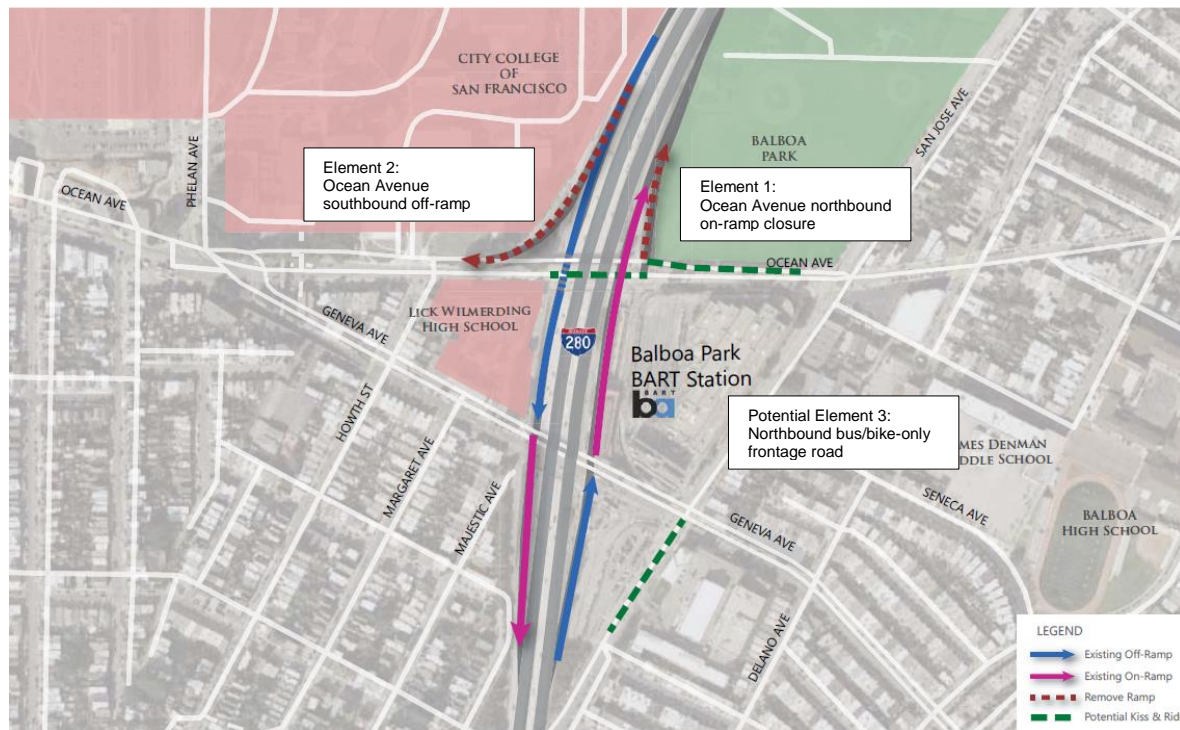 CITY COLLEGE
OF
SAN FRANCISCO
BALBOA
PARK
SAN JOSE AVE
PHELAN AVE
OCEAN AVE
Element 2:
Ocean Avenue
southbound off-ramp
Element 1:
Ocean Avenue northbound
on-ramp closure
OCEAN AVE
GENEVA AVE
LICK WILMERDING
HIGH SCHOOL
280
Balboa Park
BART Station
BART
ba
HOWTH ST
MARGARET AVE
MAJESTIC AVE
Potential Element 3:
Northbound bus/bike-only
frontage road
MES DENMAN
DDLE SCHOOL
SENECA AVE
GENEVA AVE
BALBOA
HIGH SCHOOL
DELANO AVE
LEGEND
Existing Off-Ramp
Existing On-Ramp
Remove Ramp
Potential Kiss & Rid